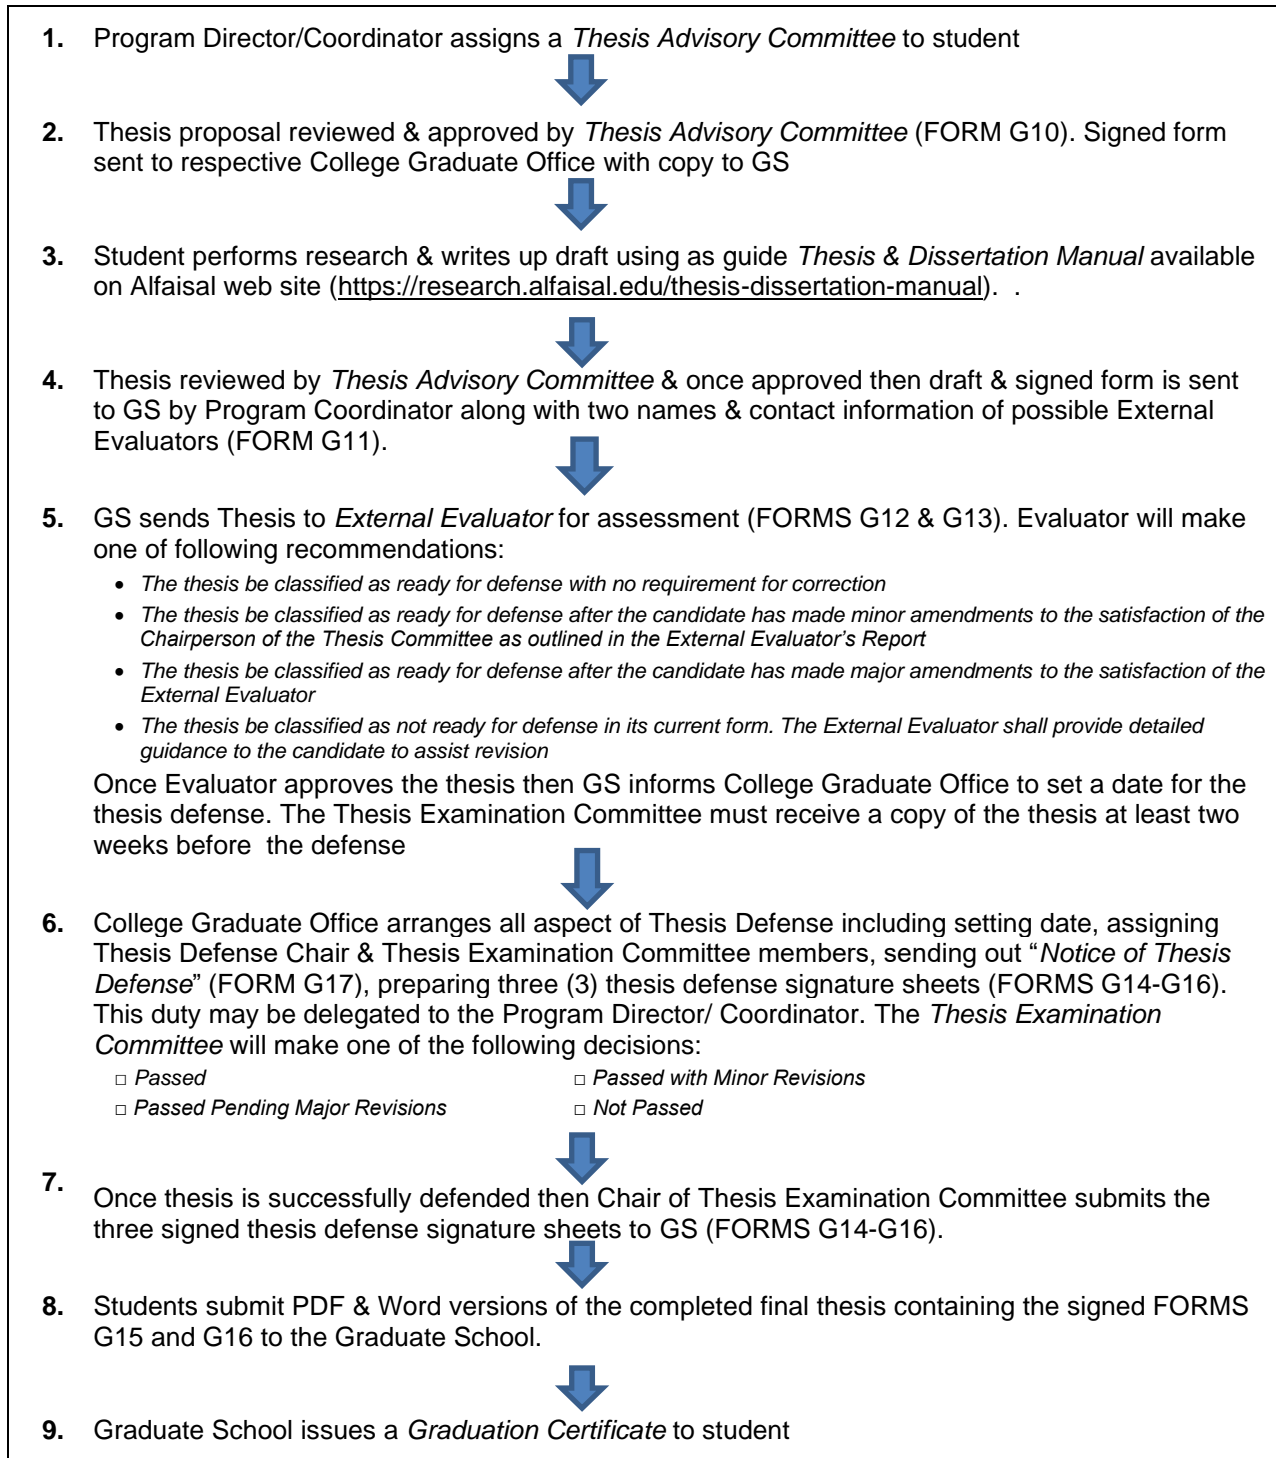 1. Program Director/Coordinator assigns a Thesis Advisory Committee to student
2. Thesis proposal reviewed & approved by Thesis Advisory Committee (FORM G10). Signed form
sent to respective College Graduate Office with copy to GS
3. Student performs research & writes up draft using as guide Thesis & Dissertation Manual available
on Alfaisal web site (https://research.alfaisal.edu/thesis-dissertation-manual). .
4. Thesis reviewed by Thesis Advisory Committee & once approved then draft & signed form is sent
to GS by Program Coordinator along with two names & contact information of possible External
Evaluators (FORM G11).
5. GS sends Thesis to External Evaluator for assessment (FORMS G12 & G13). Evaluator will make
one of following recommendations:
• The thesis be classified as ready for defense with no requirement for correction
• The thesis be classified as ready for defense after the candidate has made minor amendments to the satisfaction of the
Chairperson of the Thesis Committee as outlined in the External Evaluator's Report
• The thesis be classified as ready for defense after the candidate has made major amendments to the satisfaction of the
External Evaluator
• The thesis be classified as not ready for defense in its current form. The External Evaluator shall provide detailed
guidance to the candidate to assist revision
Once Evaluator approves the thesis then GS informs College Graduate Office to set a date for the
thesis defense. The Thesis Examination Committee must receive a copy of the thesis at least two
weeks before the defense
6. College Graduate Office arranges all aspect of Thesis Defense including setting date, assigning
Thesis Defense Chair & Thesis Examination Committee members, sending out “Notice of Thesis
Defense” (FORM G17), preparing three (3) thesis defense signature sheets (FORMS G14-G16).
This duty may be delegated to the Program Director/ Coordinator. The Thesis Examination
Committee will make one of the following decisions:
□ Passed □ Passed with Minor Revisions
□ Passed Pending Major Revisions □ Not Passed
7. Once thesis is successfully defended then Chair of Thesis Examination Committee submits the
three signed thesis defense signature sheets to GS (FORMS G14-G16).
8. Students submit PDF & Word versions of the completed final thesis containing the signed FORMS
G15 and G16 to the Graduate School.
9. Graduate School issues a Graduation Certificate to student